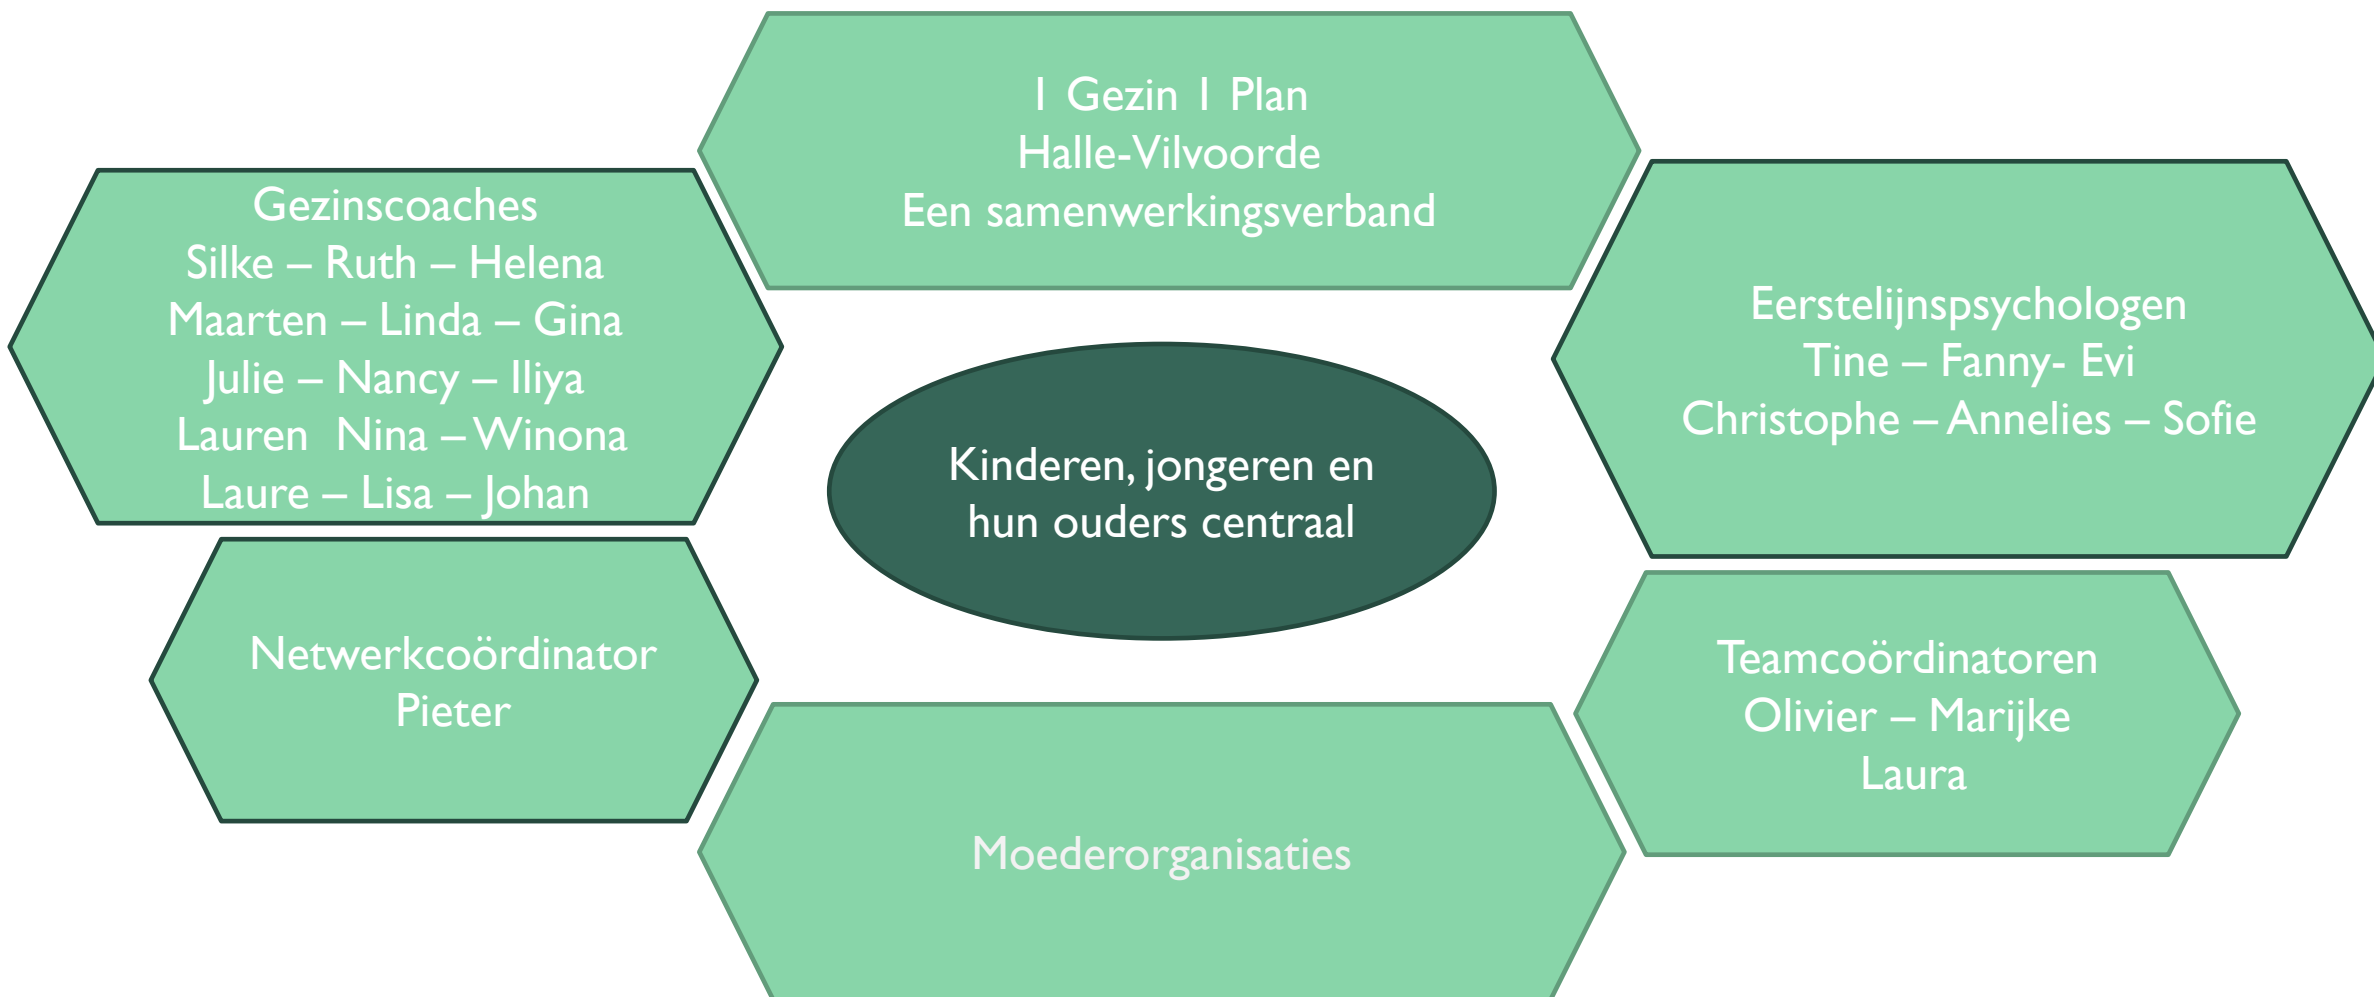 1 Gezin 1 Plan
Halle-Vilvoorde
Een samenwerkingsverband
Gezinscoaches
Silke – Ruth – Helena
Maarten – Linda – Gina
Julie – Nancy – Iliya
Lauren  Nina – Winona
Laure – Lisa – Johan
Eerstelijnspsychologen
Tine – Fanny- Evi
Christophe – Annelies – Sofie
Kinderen, jongeren en
hun ouders centraal
Netwerkcoördinator
Pieter
Teamcoördinatoren
Olivier – Marijke
Laura
Moederorganisaties